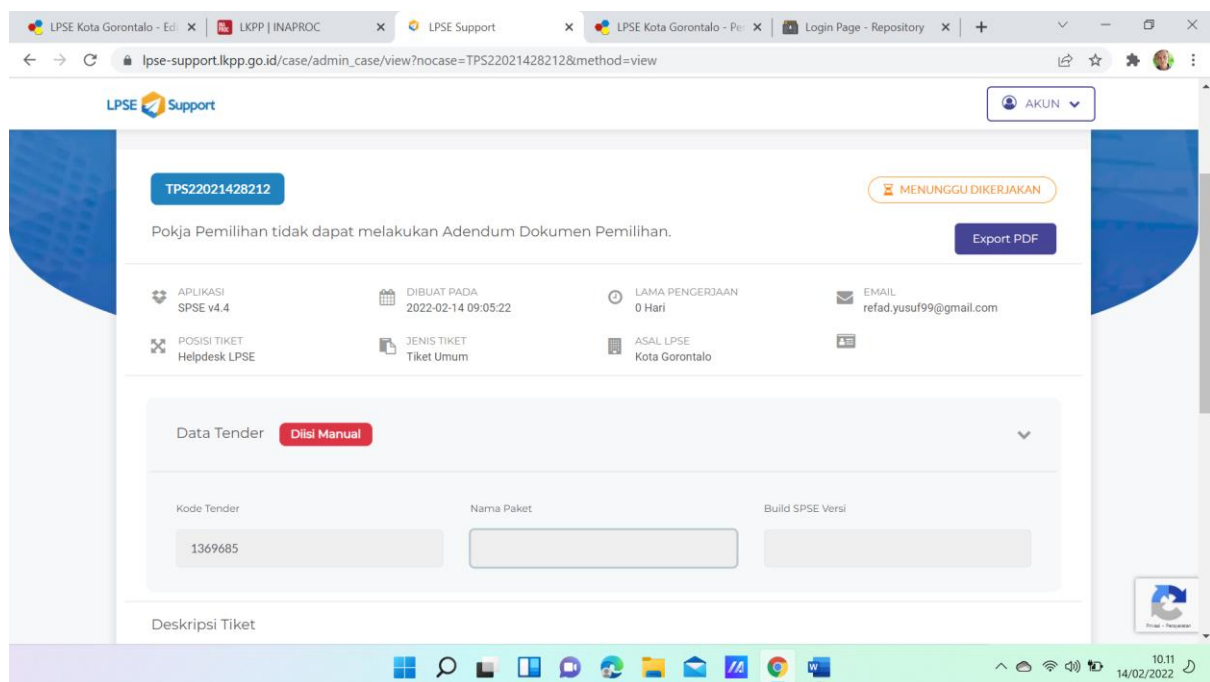 LPSE Kota Gorontalo - Edi
LKPP | INAPROC
LPSE Support
LPSE Kota Gorontalo - Per
Login Page - Repository
lpse-support.lkpp.go.id/case/admin_case/view?nocase=TPS22021428212&method=view
LPSE Support
AKUN
TPS22021428212
MENUNGGU DIKERJAKAN
Pokja Pemilihan tidak dapat melakukan Adendum Dokumen Pemilihan.
Export PDF
APLIKASI
SPSE v4.4
DIBUAT PADA
2022-02-14 09:05:22
LAMA PENGERJAAN
0 Hari
EMAIL
refad.yusuf99@gmail.com
POSISI TIKET
Helpdesk LPSE
JENIS TIKET
Tiket Umum
ASAL LPSE
Kota Gorontalo
Data Tender
Diisi Manual
Kode Tender
Nama Paket
Build SPSE Versi
1369685
Deskripsi Tiket
10.11
14/02/2022